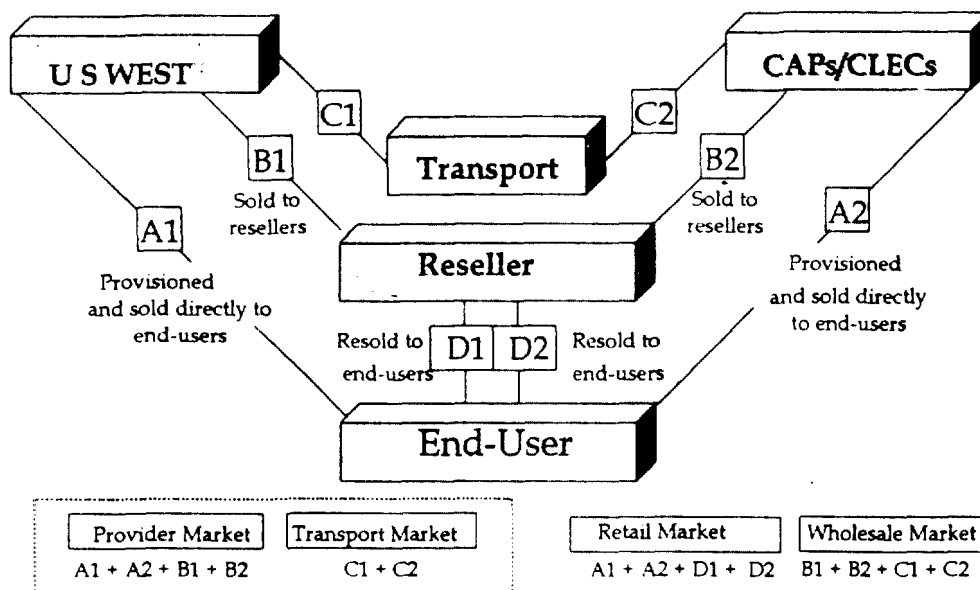 U S WEST
CAPs/CLECs
C1
C2
Transport
B1
B2
Sold to
resellers
Sold to
resellers
A1
A2
Reseller
Provisioned
and sold directly to
end-users
Provisioned
and sold directly
to end-users
Resold to
end-users
D1
D2
Resold to
end-users
End-User
Provider Market
Transport Market
Retail Market
Wholesale Market
A1 + A2 + B1 + B2
C1 + C2
A1 + A2 + D1 + D2
B1 + B2 + C1 + C2